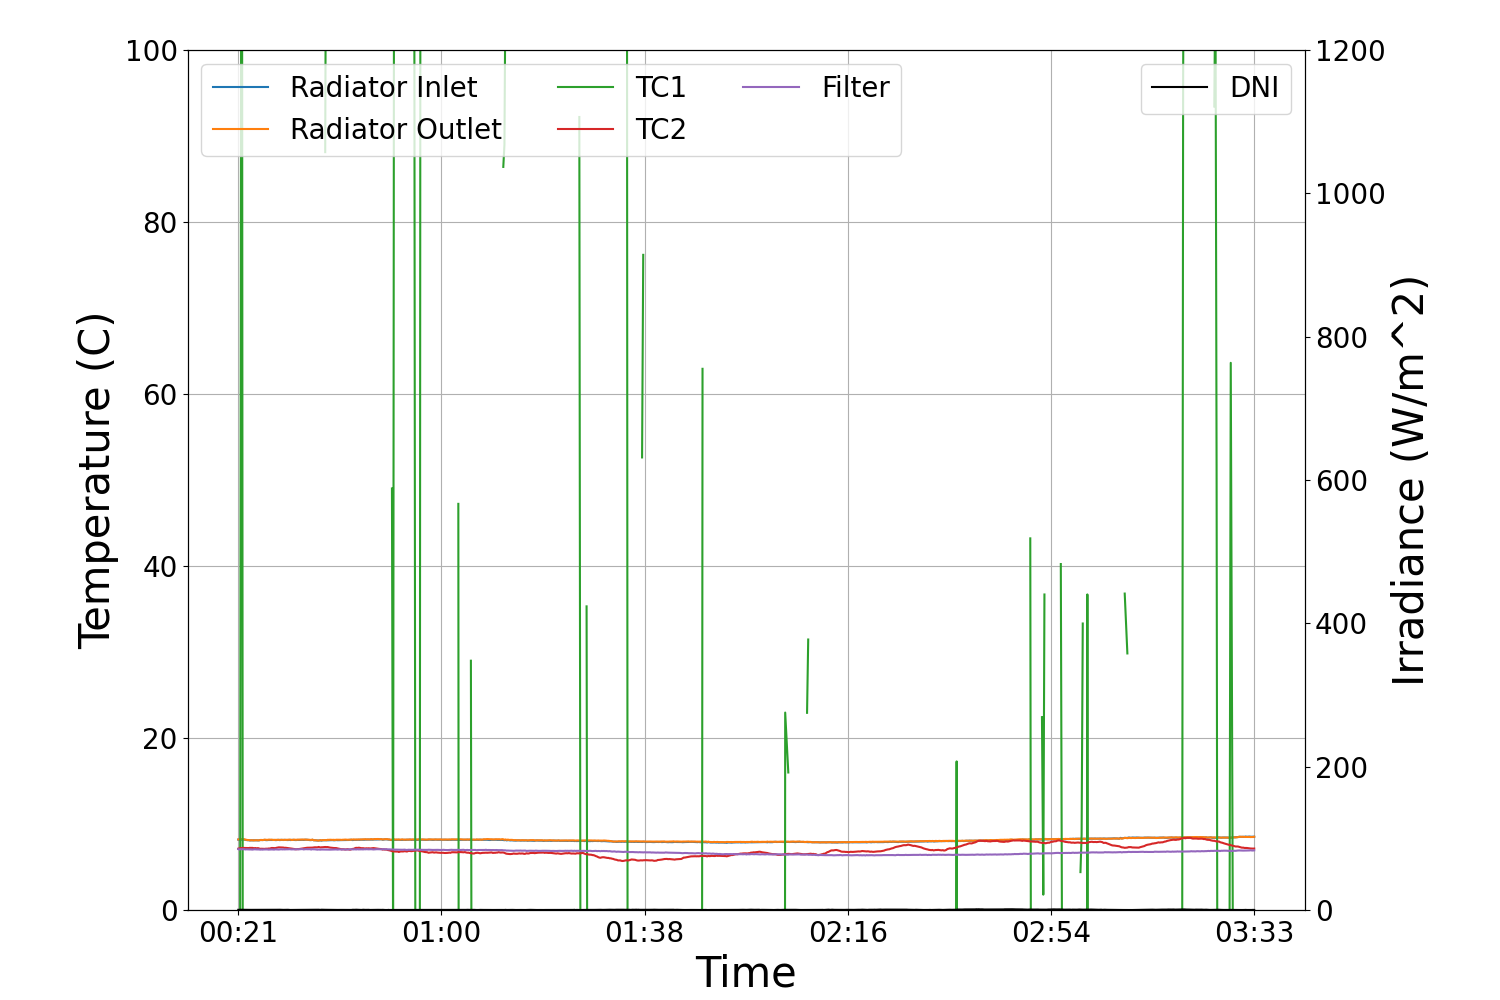 100
80
60
40
20
0
Temperature (C)
Radiator Inlet
Radiator Outlet
TC1
TC2
Filter
DNI
1200
1000
800
600
400
200
0
Irradiance (W/m^2)
00:21 01:00 01:38 02:16 02:54 03:33
Time